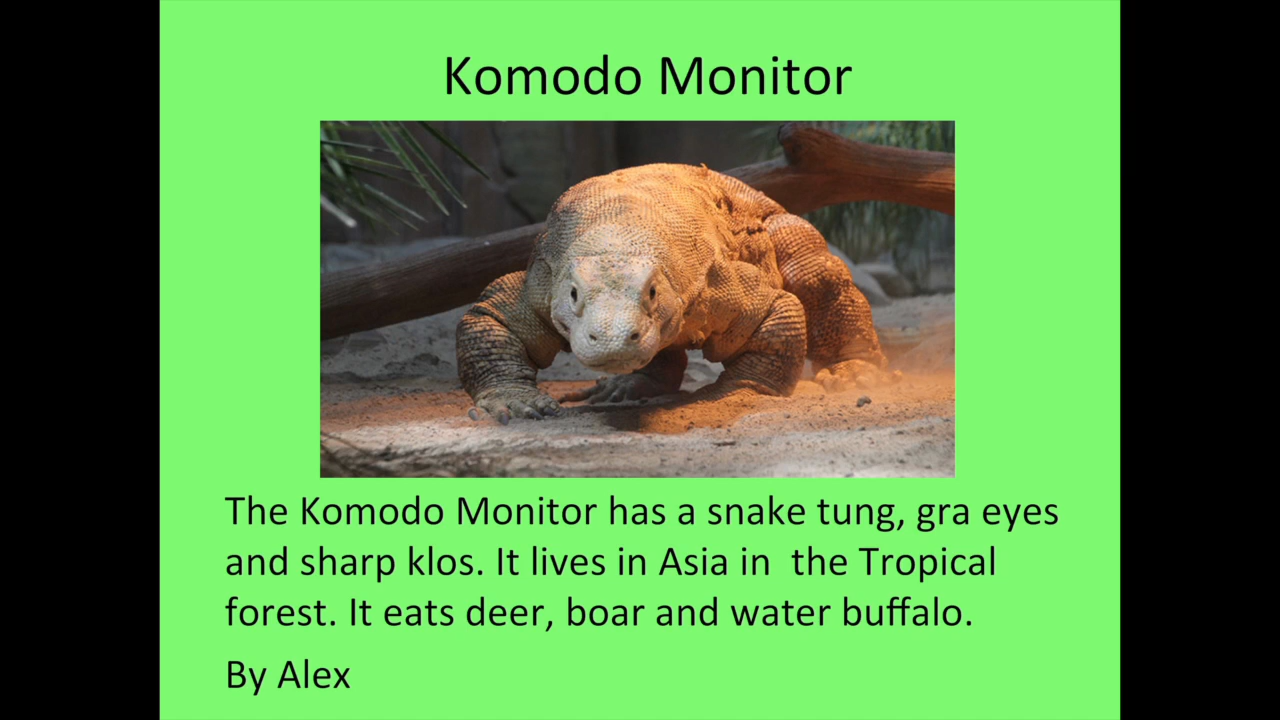 Komodo Monitor
The Komodo Monitor has a snake tung, gra eyes
and sharp klos. It lives in Asia in  the Tropical
forest. It eats deer, boar and water buffalo.
By Alex